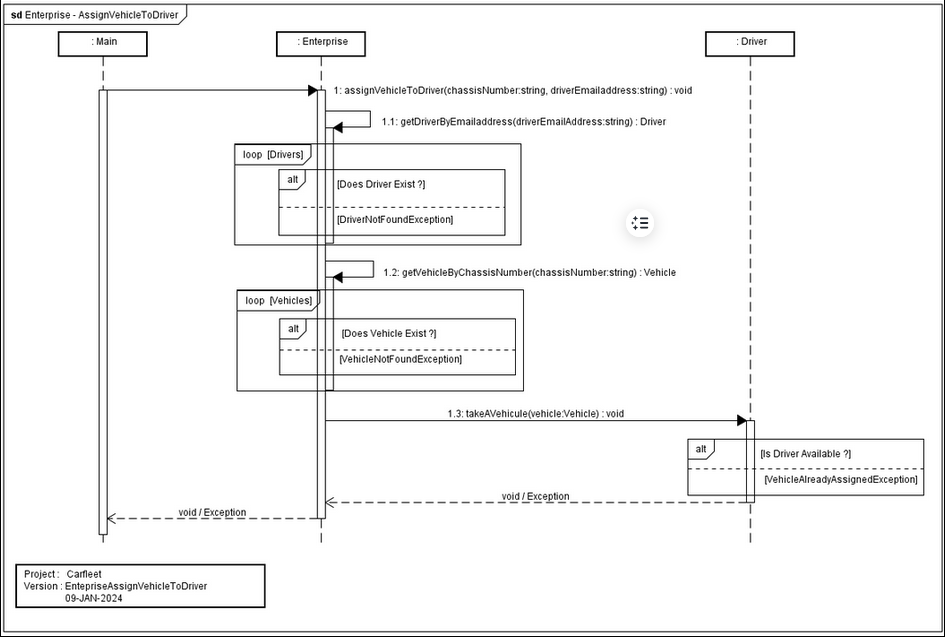 sd Enterprise - AssignVehicleToDriver
: Main
: Enterprise
: Driver
1: assignVehicleToDriver(chassisNumber:string, driverEmailaddress:string) : void
1.1: getDriverByEmailaddress(driverEmailAddress:string) : Driver
loop [Drivers]
alt [Does Driver Exist ?]
[DriverNotFoundException]
1.2: getVehicleByChassisNumber(chassisNumber:string) : Vehicle
loop [Vehicles]
alt [Does Vehicle Exist ?]
[VehicleNotFoundException]
1.3: takeAVehicule(vehicle:Vehicle) : void
alt [Is Driver Available ?]
[VehicleAlreadyAssignedException]
void / Exception
void / Exception
Project : Carfleet
Version : EntepriseAssignVehicleToDriver
09-JAN-2024